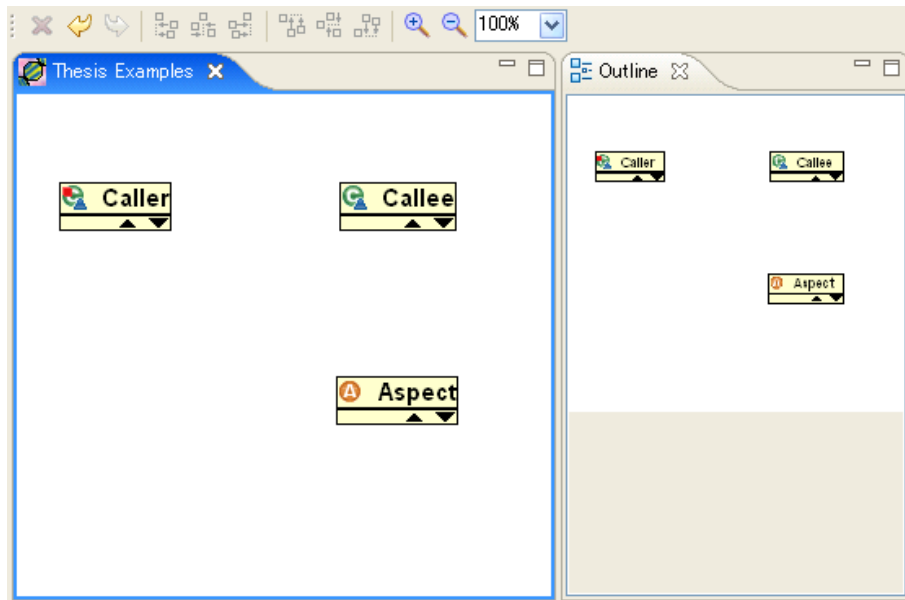 100%
Thesis Examples
Outline
Caller
Callee
A Aspect
Caller
C Callee
A Aspect